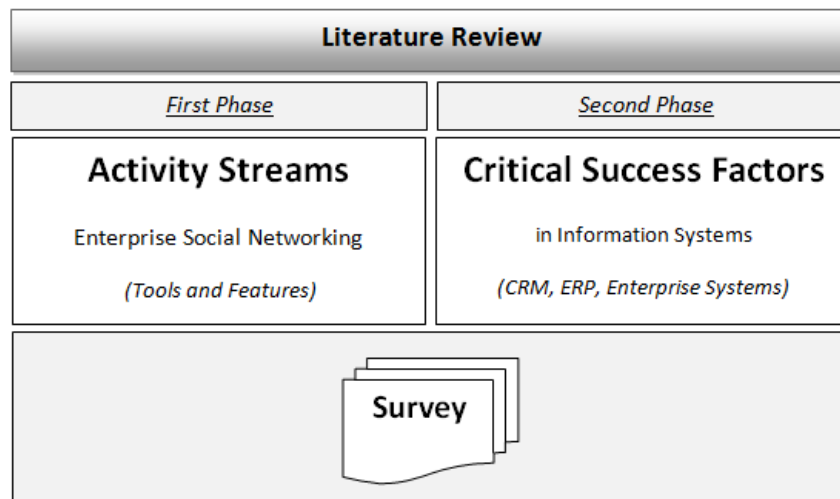 Literature Review
First Phase
Second Phase
Activity Streams
Enterprise Social Networking
(Tools and Features)
Critical Success Factors
in Information Systems
(CRM, ERP, Enterprise Systems)
Survey